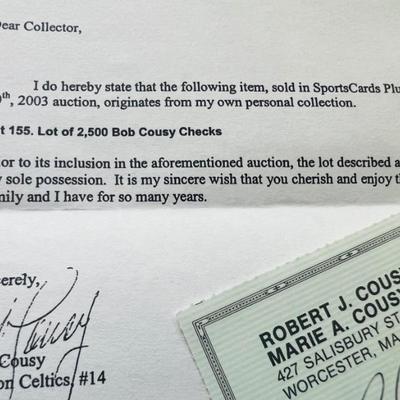 ear Collector,
I do hereby state that the following item, sold in SportsCards Plu
th, 2003 auction, originates from my own personal collection.
t 155. Lot of 2,500 Bob Cousy Checks
or to its inclusion in the aforementioned auction, the lot described a
sole possession. It is my sincere wish that you cherish and enjoy th
mily and I have for so many years.
erely,
Cousy
Cousy
on Celtics, #14
ROBERT J. COUS
MARIE A. COUSY
427 SALISBURY ST
WORCESTER, MA